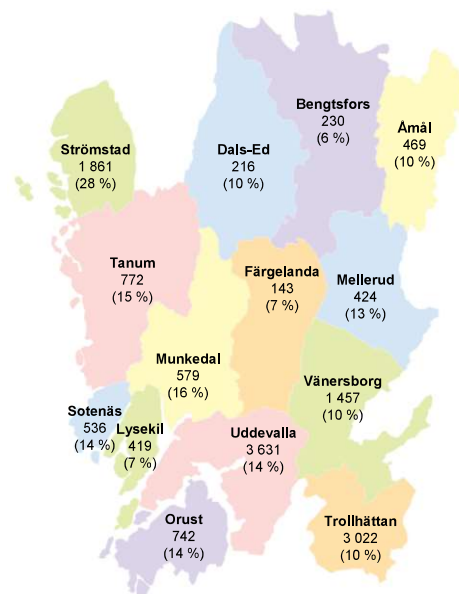 Bengtsfors
230
(6 %)
Åmål
469
(10 %)
Strömstad
1 861
(28 %)
Dals-Ed
216
(10 %)
Tanum
772
(15 %)
Färgelanda
143
(7 %)
Mellerud
424
(13 %)
Munkedal
579
(16 %)
Vänersborg
1 457
(10 %)
Sotenäs
536
(14 %)
Lysekil
419
(7 %)
Uddevalla
3 631
(14 %)
Orust
742
(14 %)
Trollhättan
3 022
(10 %)